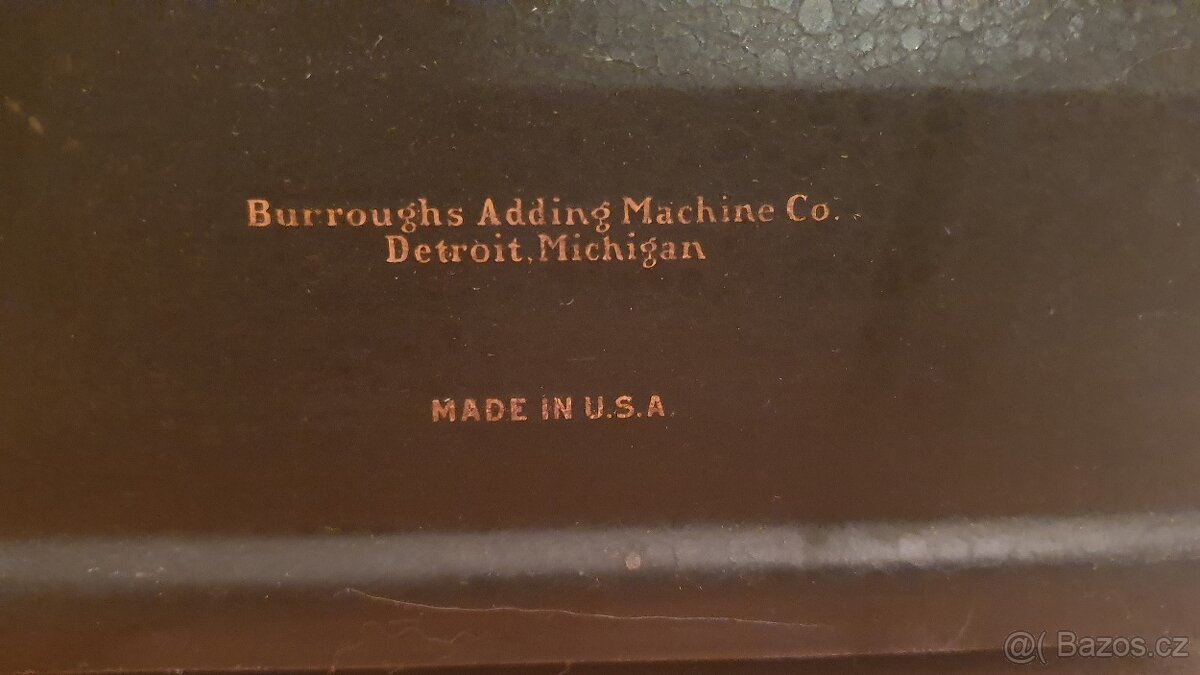 Burroughs Adding Machine Co.
Detroit, Michigan
MADE IN U.S.A.
@( Bazos.cz